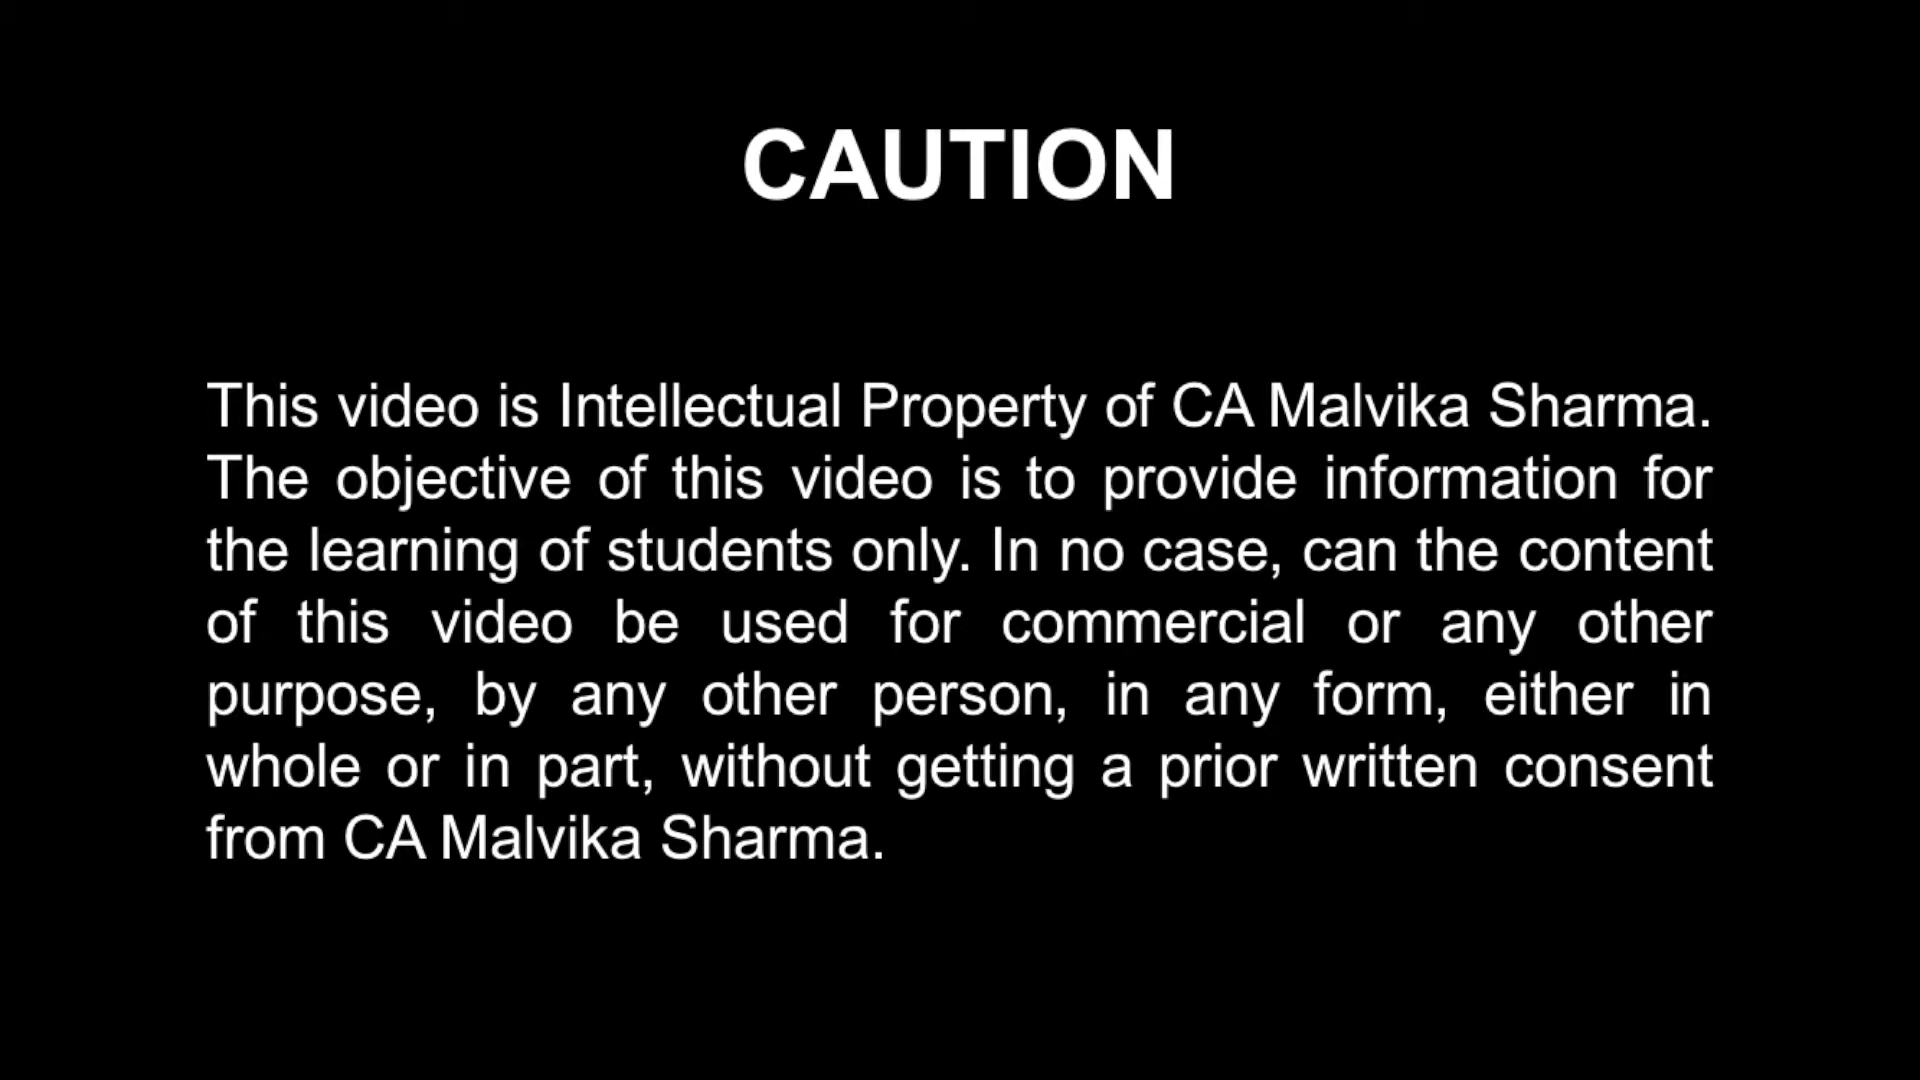 CAUTION
This video is Intellectual Property of CA Malvika Sharma.
The objective of this video is to provide information for
the learning of students only. In no case, can the content
of this video be used for commercial or any other
purpose, by any other person, in any form, either in
whole or in part, without getting a prior written consent
from CA Malvika Sharma.